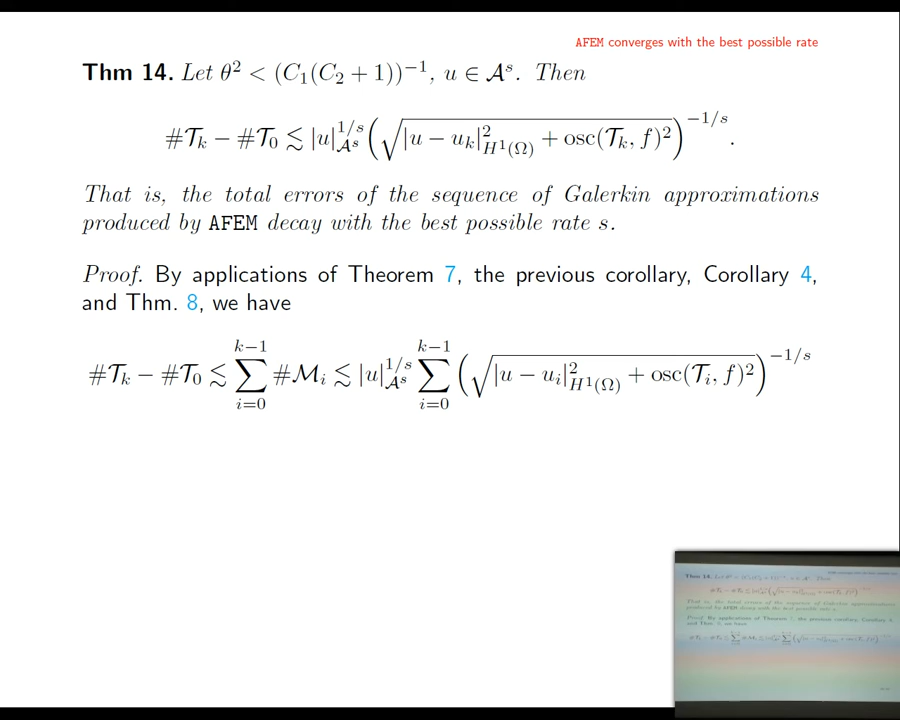 AFEM converges with the best possible rate
Thm 14. Let θ² < (C₁(C₂ + 1))⁻¹, u ∈ 𝒜ˢ. Then
#𝒯ₖ − #𝒯₀ ≲ |u|_{𝒜ˢ}^{1/s} (√(|u − uₖ|²_{H¹(Ω)} + osc(𝒯ₖ, f)²))^{−1/s}.
That is, the total errors of the sequence of Galerkin approximations
produced by AFEM decay with the best possible rate s.
Proof. By applications of Theorem 7, the previous corollary, Corollary 4,
and Thm. 8, we have
#𝒯ₖ − #𝒯₀ ≲ ∑_{i=0}^{k−1} #ℳᵢ ≲ |u|_{𝒜ˢ}^{1/s} ∑_{i=0}^{k−1} (√(|u − uᵢ|²_{H¹(Ω)} + osc(𝒯ᵢ, f)²))^{−1/s}